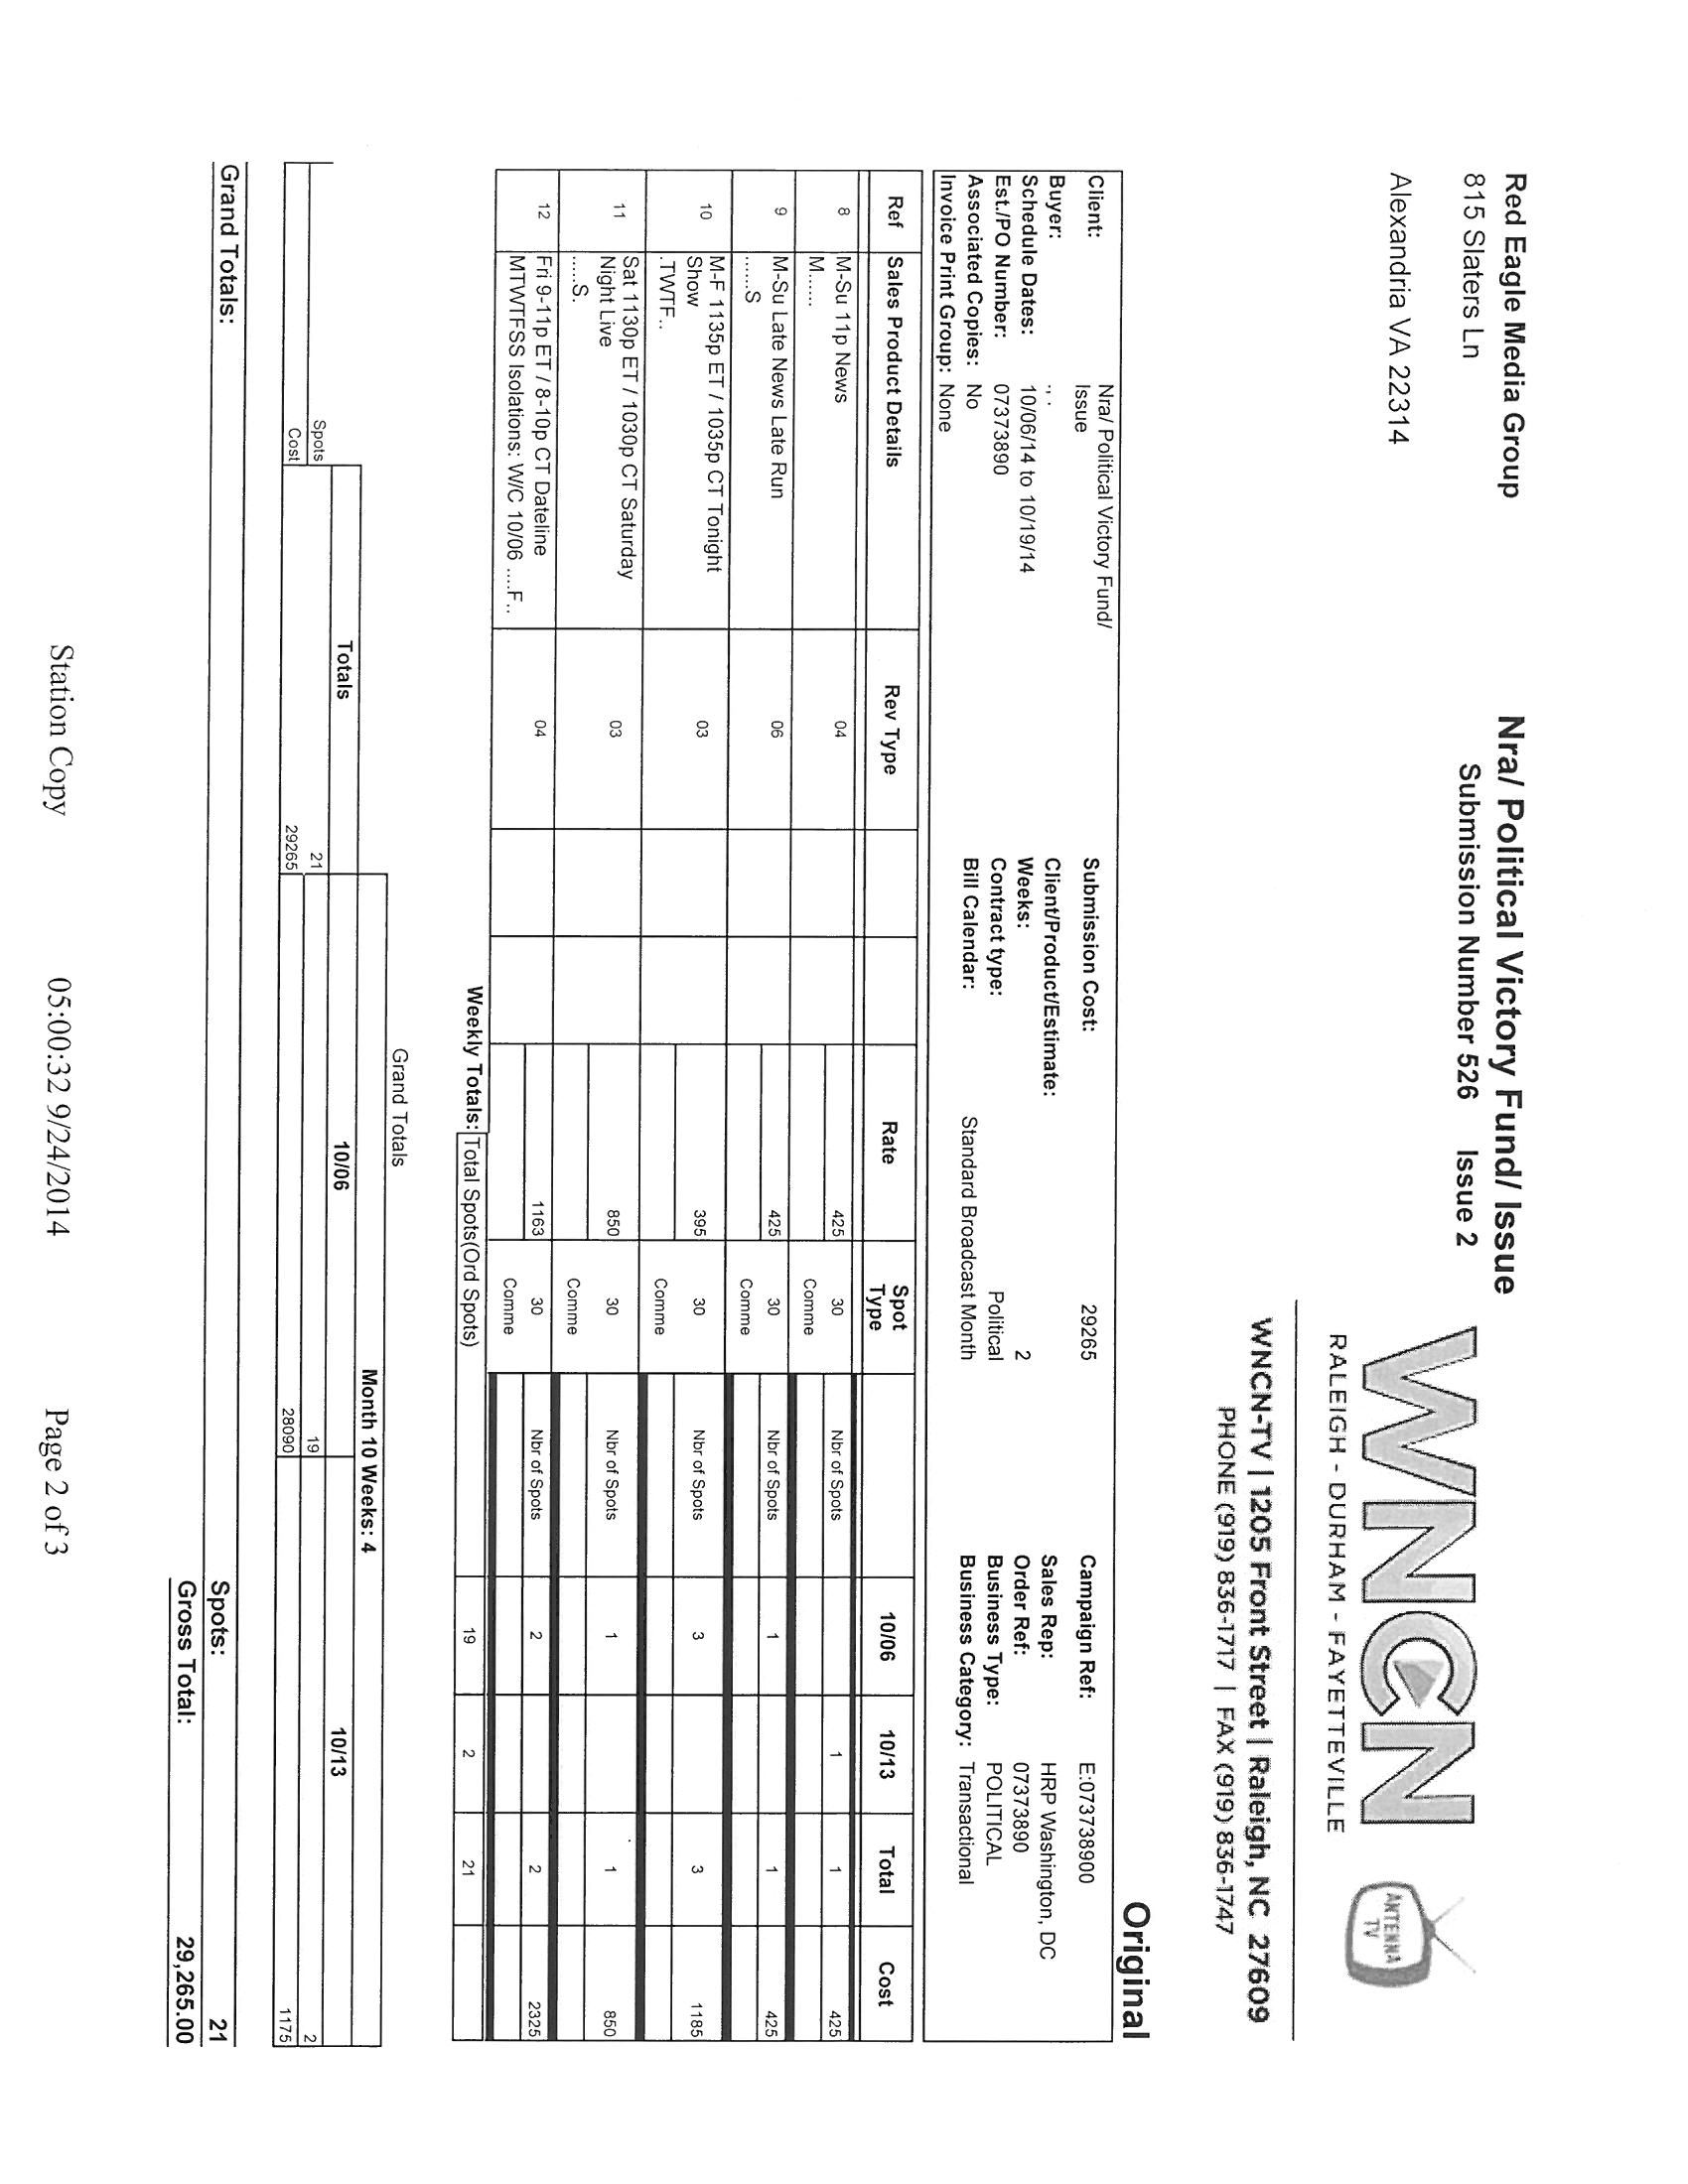 Red Eagle Media Group
815 Slaters Ln
Alexandria VA 22314
Nra/ Political Victory Fund/ Issue
Submission Number 526 Issue 2
WNCN
RALEIGH - DURHAM - FAYETTEVILLE
ANTENNA TV
WNCN-TV | 1205 Front Street | Raleigh, NC 27609
PHONE (919) 836-1717 | FAX (919) 836-1747
Original
Client: Nra/ Political Victory Fund/ Submission Cost: 29265 Campaign Ref: E:073738900
Issue
Buyer: ., . Client/Product/Estimate: Sales Rep: HRP Washington, DC
Schedule Dates: 10/06/14 to 10/19/14 Weeks: 2 Order Ref: 07373890
Est./PO Number: 07373890 Contract type: Political Business Type: POLITICAL
Associated Copies: No Bill Calendar: Standard Broadcast Month Business Category: Transactional
Invoice Print Group: None
Ref Sales Product Details Rev Type Rate Spot Type 10/06 10/13 Total Cost
8 M-Su 11p News 04 425 30 Nbr of Spots 1 1 425
M...... Comme
9 M-Su Late News Late Run 06 425 30 Nbr of Spots 1 1 425
......S Comme
10 M-F 1135p ET / 1035p CT Tonight 03 395 30 Nbr of Spots 3 3 1185
Show
.TWTF.. Comme
11 Sat 1130p ET / 1030p CT Saturday 03 850 30 Nbr of Spots 1 1 850
Night Live
.....S. Comme
12 Fri 9-11p ET / 8-10p CT Dateline 04 1163 30 Nbr of Spots 2 2 2325
MTWTFSS Isolations: W/C 10/06 ....F.. Comme
Weekly Totals: Total Spots(Ord Spots) 19 2 21
Grand Totals
Month 10 Weeks: 4
Totals 10/06 10/13
Spots 21 19 2
Cost 29265 28090 1175
Grand Totals: Spots: 21
Gross Total: 29,265.00
Station Copy 05:00:32 9/24/2014 Page 2 of 3